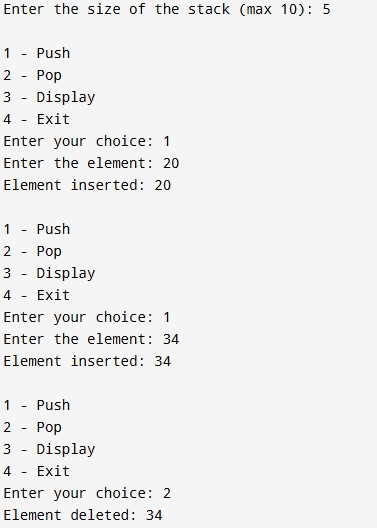 Enter the size of the stack (max 10): 5
1 - Push
2 - Pop
3 - Display
4 - Exit
Enter your choice: 1
Enter the element: 20
Element inserted: 20
1 - Push
2 - Pop
3 - Display
4 - Exit
Enter your choice: 1
Enter the element: 34
Element inserted: 34
1 - Push
2 - Pop
3 - Display
4 - Exit
Enter your choice: 2
Element deleted: 34